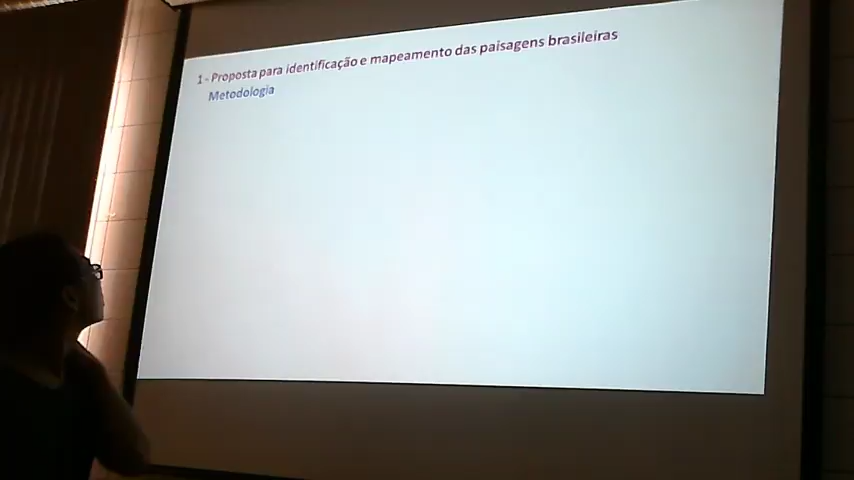 1 - Proposta para identificação e mapeamento das paisagens brasileiras
Metodologia